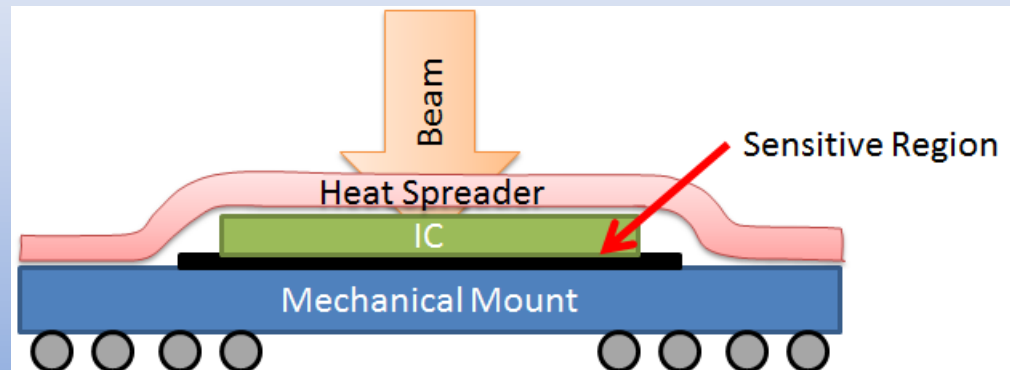 Beam
Sensitive Region
Heat Spreader
IC
Mechanical Mount